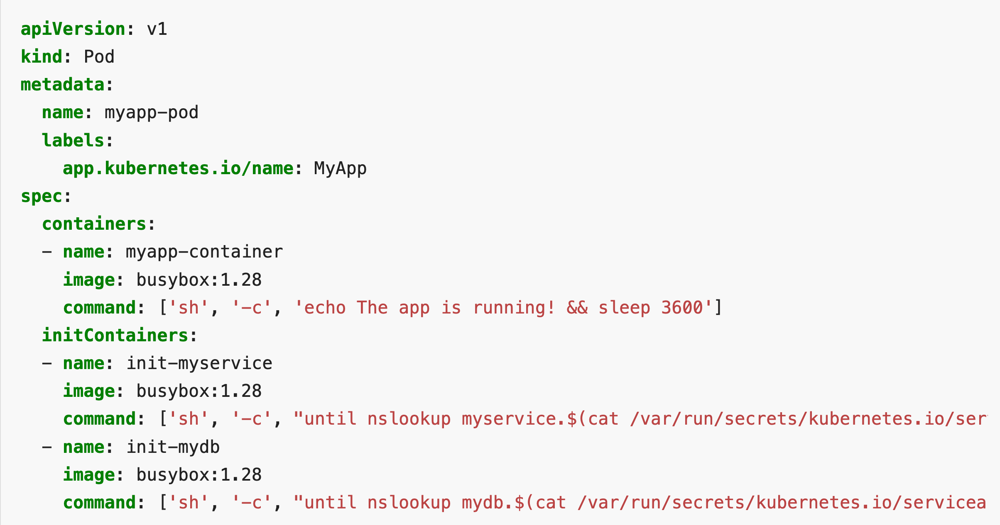 apiVersion: v1
kind: Pod
metadata:
  name: myapp-pod
  labels:
    app.kubernetes.io/name: MyApp
spec:
  containers:
  - name: myapp-container
    image: busybox:1.28
    command: ['sh', '-c', 'echo The app is running! && sleep 3600']
  initContainers:
  - name: init-myservice
    image: busybox:1.28
    command: ['sh', '-c', "until nslookup myservice.$(cat /var/run/secrets/kubernetes.io/ser
  - name: init-mydb
    image: busybox:1.28
    command: ['sh', '-c', "until nslookup mydb.$(cat /var/run/secrets/kubernetes.io/servicea